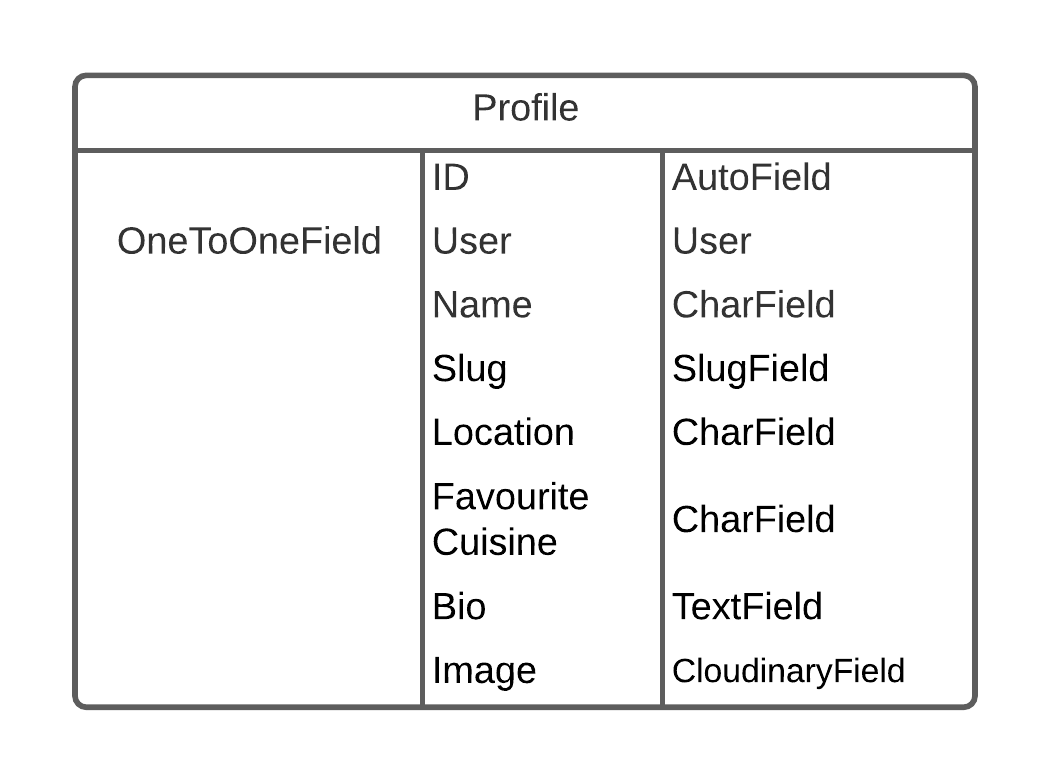 Profile
ID AutoField
OneToOneField User User
Name CharField
Slug SlugField
Location CharField
Favourite
Cuisine CharField
Bio TextField
Image CloudinaryField